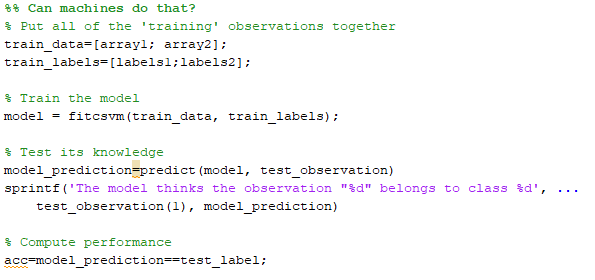 %% Can machines do that?
% Put all of the 'training' observations together
train_data=[array1; array2];
train_labels=[labels1;labels2];
% Train the model
model = fitcsvm(train_data, train_labels);
% Test its knowledge
model_prediction=predict(model, test_observation)
sprintf('The model thinks the observation "%d" belongs to class %d', ...
test_observation(1), model_prediction)
% Compute performance
acc=model_prediction==test_label;